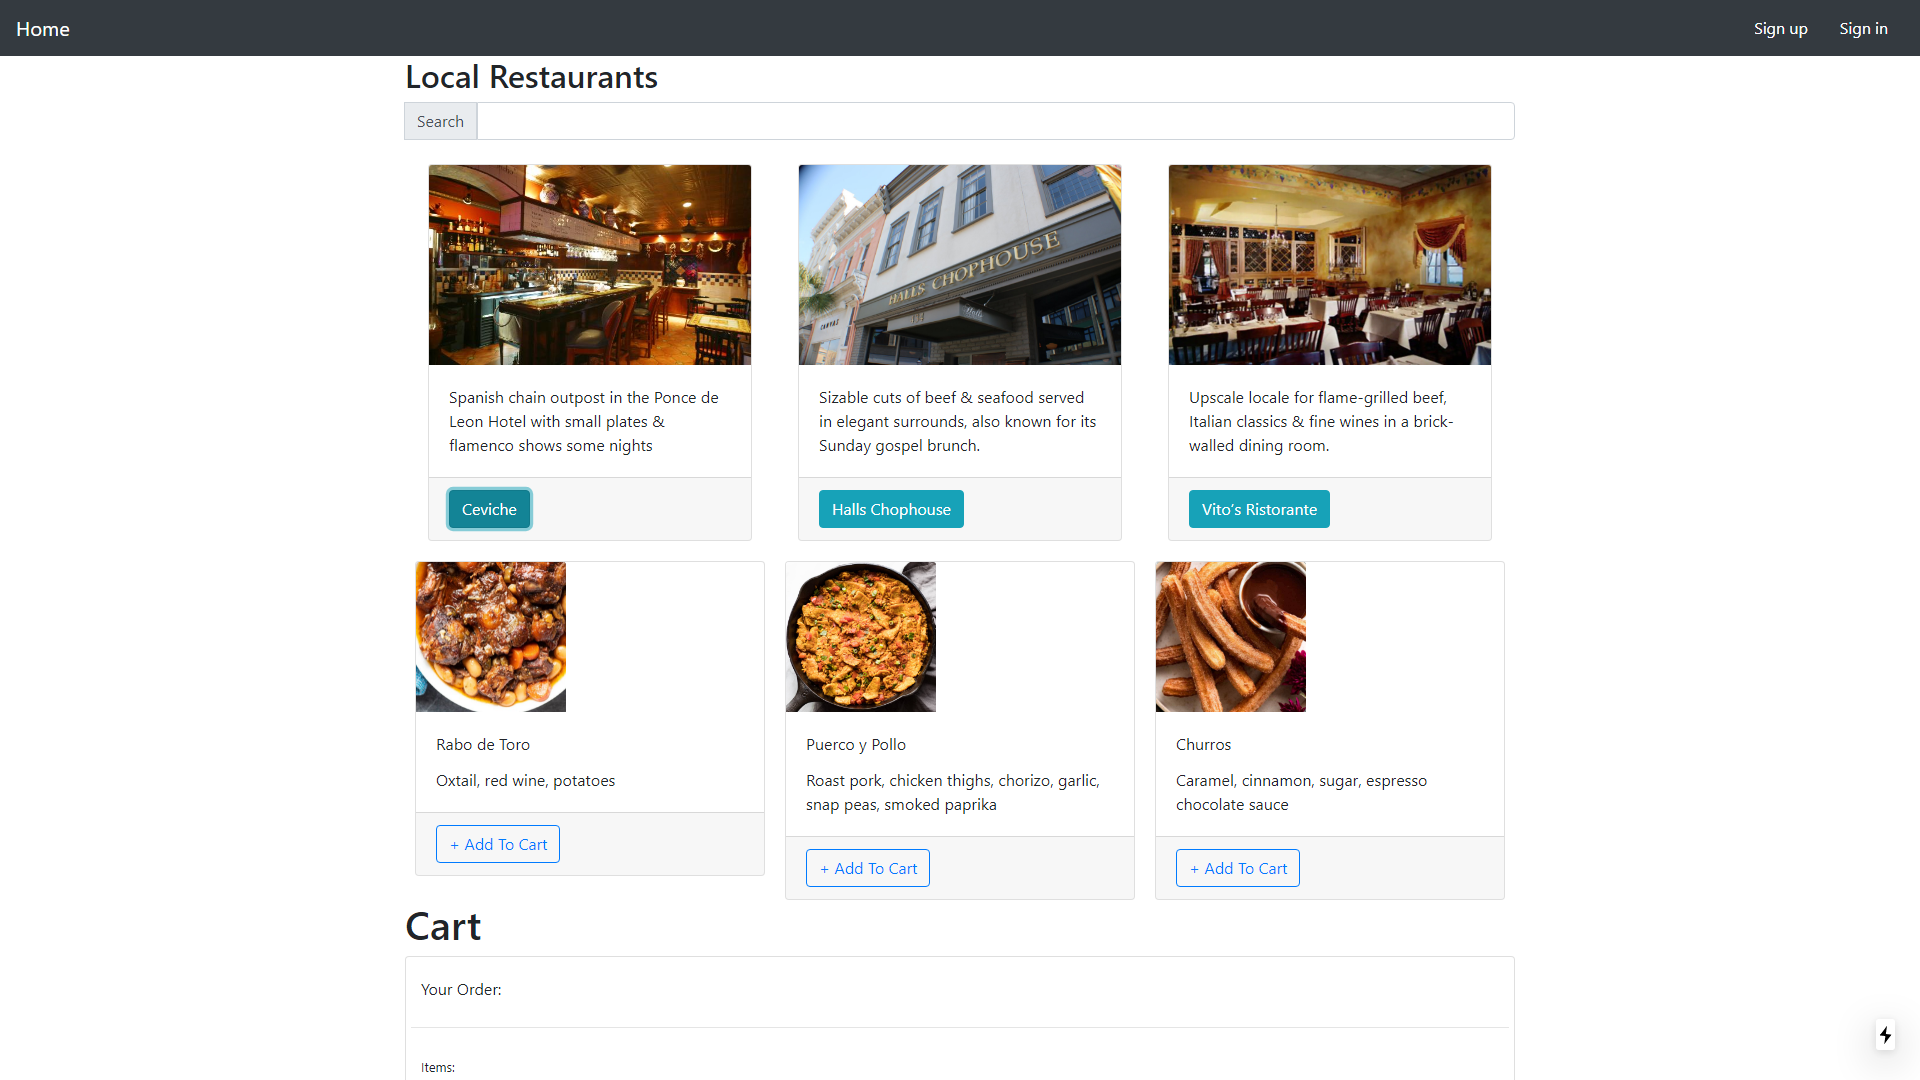 Home
Sign up
Sign in
Local Restaurants
Search
HALLS CHOPHOUSE
Spanish chain outpost in the Ponce de
Leon Hotel with small plates &
flamenco shows some nights
Ceviche
Sizable cuts of beef & seafood served
in elegant surrounds, also known for its
Sunday gospel brunch.
Halls Chophouse
Upscale locale for flame-grilled beef,
Italian classics & fine wines in a brick-
walled dining room.
Vito’s Ristorante
Rabo de Toro
Oxtail, red wine, potatoes
+ Add To Cart
Puerco y Pollo
Roast pork, chicken thighs, chorizo, garlic,
snap peas, smoked paprika
+ Add To Cart
Churros
Caramel, cinnamon, sugar, espresso
chocolate sauce
+ Add To Cart
Cart
Your Order:
Items: